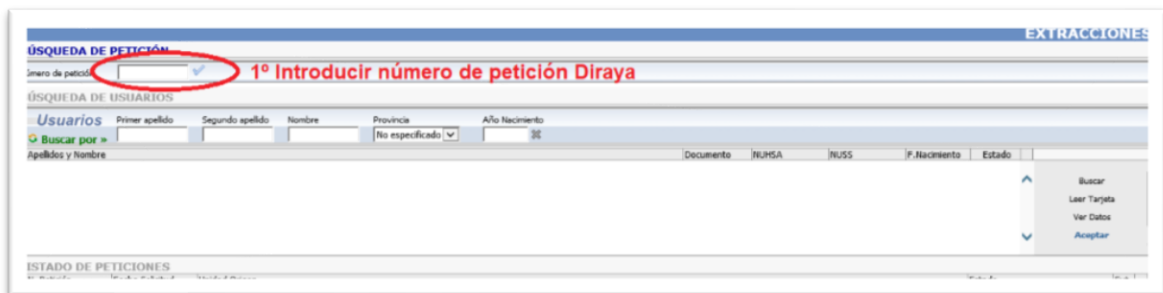 EXTRACCIONES
ÚSQUEDA DE PETICIÓN
úmero de petición
1º Introducir número de petición Diraya
ÚSQUEDA DE USUARIOS
Usuarios Primer apellido Segundo apellido Nombre Provincia Año Nacimiento
Buscar por » No especificado
Apellidos y Nombre Documento NUHSA NUSS F.Nacimiento Estado
Buscar
Leer Tarjeta
Ver Datos
Aceptar
ISTADO DE PETICIONES